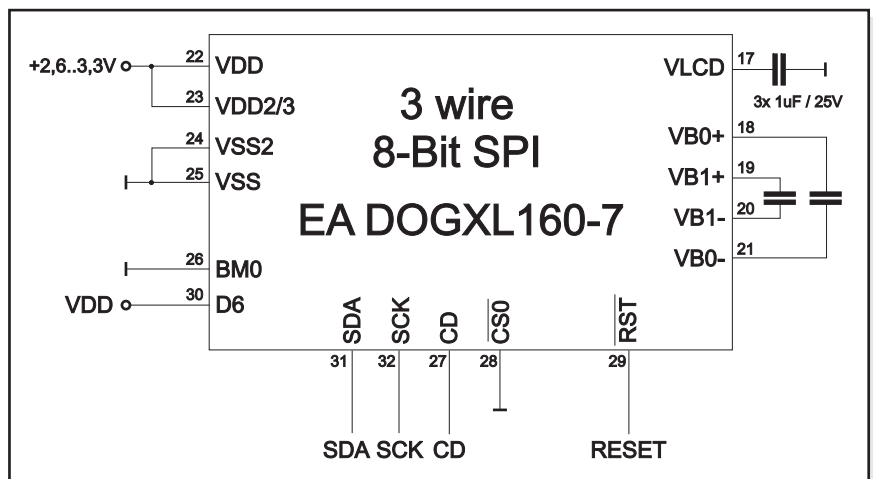 3 wire
8-Bit SPI
EA DOGXL160-7
+2,6..3,3V
22 VDD
23 VDD2/3
24 VSS2
25 VSS
26 BM0
VDD 30 D6
VLCD 17
3x 1uF / 25V
VB0+ 18
VB1+ 19
VB1- 20
VB0- 21
SDA SCK CD CS0 RST
31 32 27 28 29
SDA SCK CD RESET